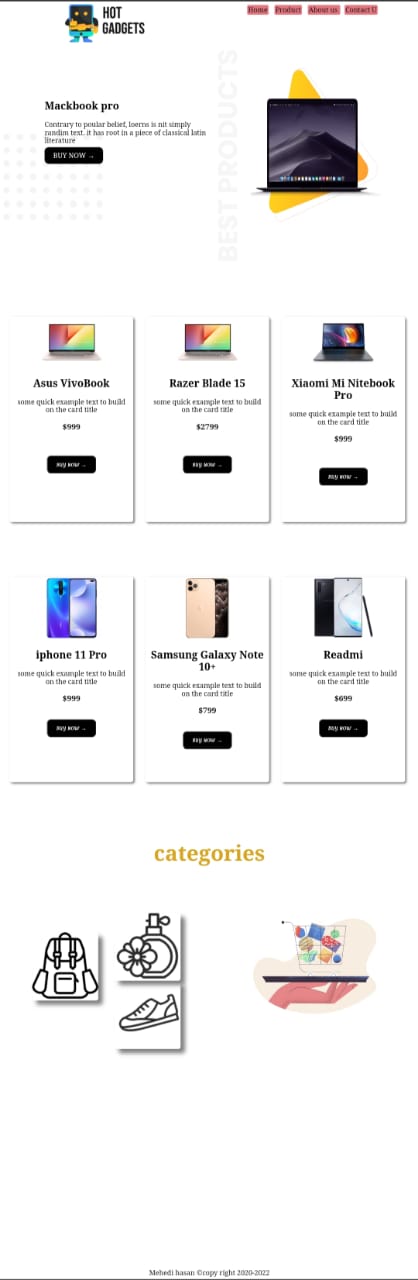 HOT
GADGETS
Home Product About us Contact U
BEST PRODUCTS
Mackbook pro
Contrary to poular belief, loerns is nit simply
randim text. it has root in a piece of classical latin
literature
BUY NOW →
Asus VivoBook
some quick example text to build
on the card title
$999
Buy Now →
Razer Blade 15
some quick example text to build
on the card title
$2799
Buy Now →
Xiaomi Mi Nitebook
Pro
some quick example text to build
on the card title
$999
Buy Now →
iphone 11 Pro
some quick example text to build
on the card title
$999
Buy Now →
Samsung Galaxy Note
10+
some quick example text to build
on the card title
$799
Buy Now →
Readmi
some quick example text to build
on the card title
$699
Buy Now →
categories
Mehedi hasan ©copy right 2020-2022